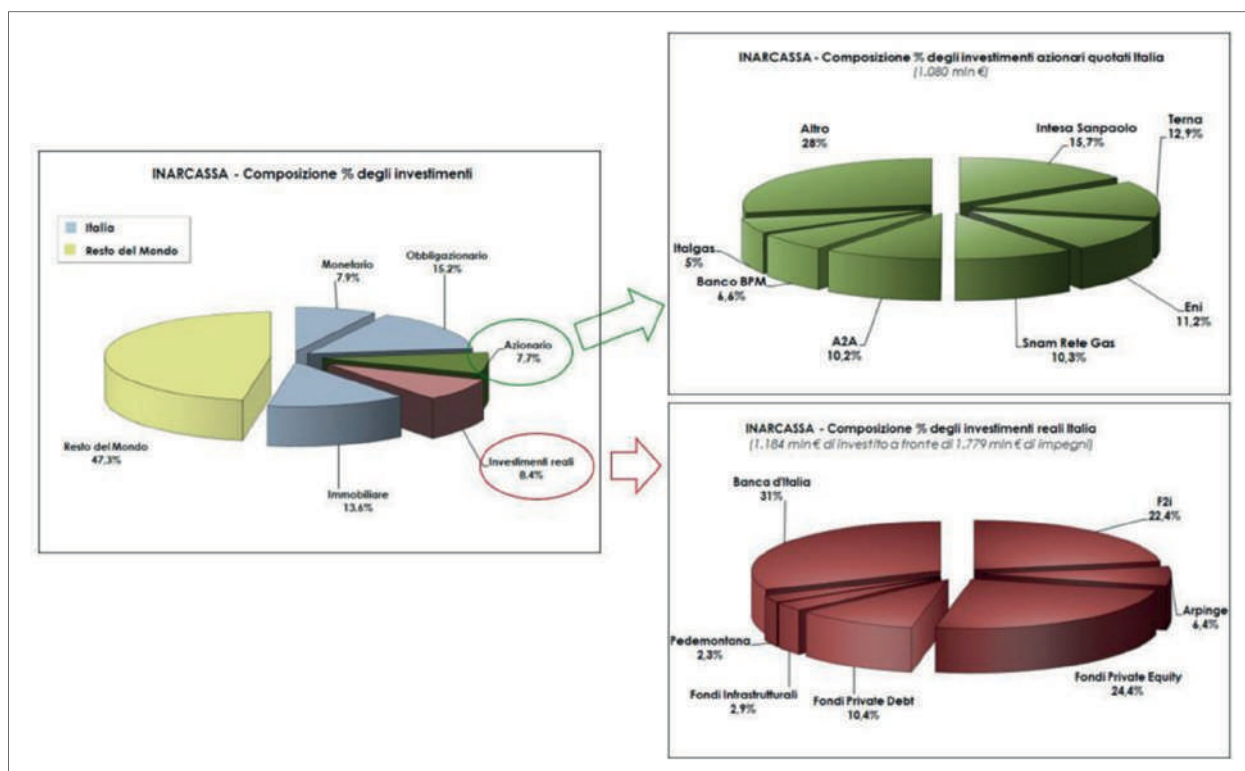 INARCASSA - Composizione % degli investimenti
Italia
Resto del Mondo
Monetario
7.9%
Obbligazionario
15.2%
Azionario
7.7%
Investimenti reali
8.4%
Immobiliare
13.6%
Resto del Mondo
47.3%
INARCASSA - Composizione % degli investimenti azionari quotati Italia
(1.080 mln €)
Altro
28%
Intesa Sanpaolo
15,7%
Terna
12,9%
Eni
11,2%
Snam Rete Gas
10,3%
A2A
10,2%
Banco BPM
6,6%
Italgas
5%
INARCASSA - Composizione % degli investimenti reali Italia
(1.184 mln € di investito a fronte di 1.779 mln € di impegni)
Banca d'Italia
31%
F2i
22,4%
Arpinge
6,4%
Fondi Private Equity
24,4%
Fondi Private Debt
10,4%
Fondi Infrastrutturali
2,9%
Pedemontana
2,3%